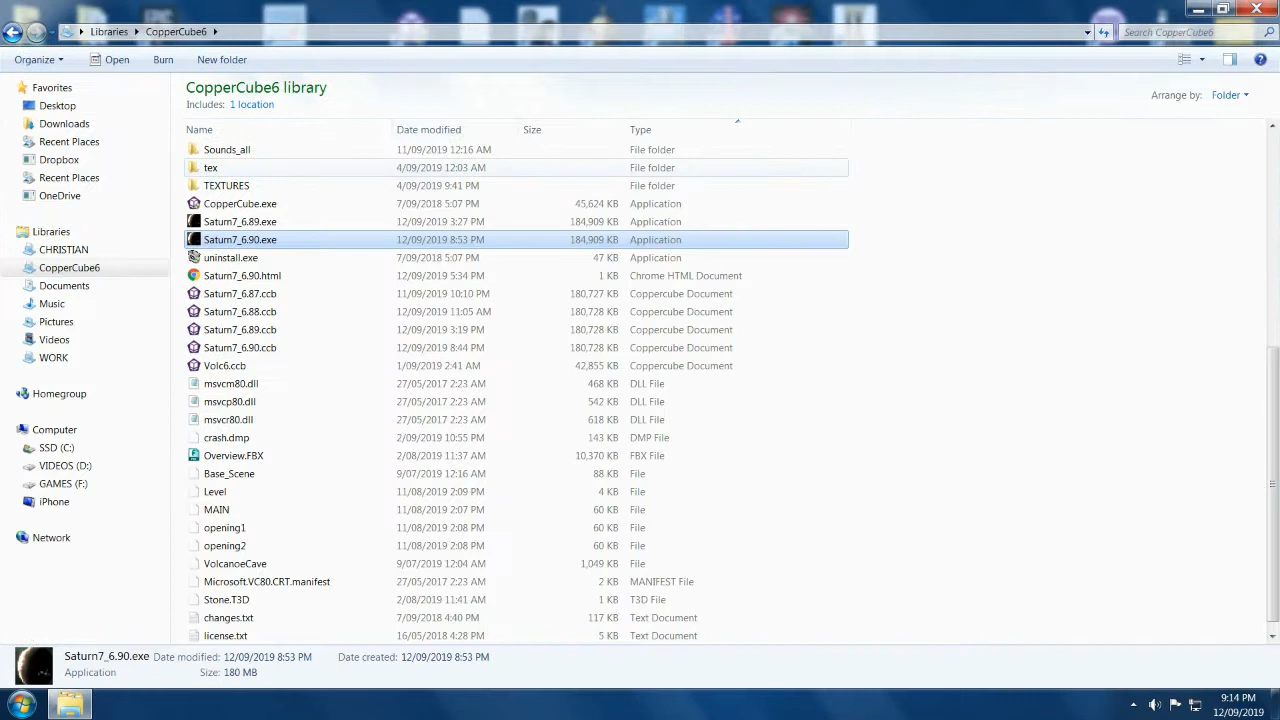 Libraries CopperCube6
Search CopperCube6
Organize Open Burn New folder
Favorites
Desktop
Downloads
Recent Places
Dropbox
Recent Places
OneDrive
Libraries
CHRISTIAN
CopperCube6
Documents
Music
Pictures
Videos
WORK
Homegroup
Computer
SSD (C:)
VIDEOS (D:)
GAMES (F:)
iPhone
Network
CopperCube6 library
Includes: 1 location
Arrange by: Folder
Name Date modified Size Type
Sounds_all 11/09/2019 12:16 AM File folder
tex 4/09/2019 12:03 AM File folder
TEXTURES 4/09/2019 9:41 PM File folder
CopperCube.exe 7/09/2018 5:07 PM 45,624 KB Application
Saturn7_6.89.exe 12/09/2019 3:27 PM 184,909 KB Application
Saturn7_6.90.exe 12/09/2019 8:53 PM 184,909 KB Application
uninstall.exe 7/09/2018 5:07 PM 47 KB Application
Saturn7_6.90.html 12/09/2019 5:34 PM 1 KB Chrome HTML Document
Saturn7_6.87.ccb 11/09/2019 10:10 PM 180,727 KB Coppercube Document
Saturn7_6.88.ccb 12/09/2019 11:05 AM 180,728 KB Coppercube Document
Saturn7_6.89.ccb 12/09/2019 3:19 PM 180,728 KB Coppercube Document
Saturn7_6.90.ccb 12/09/2019 8:44 PM 180,728 KB Coppercube Document
Volc6.ccb 1/09/2019 2:41 AM 42,855 KB Coppercube Document
msvcm80.dll 27/05/2017 2:23 AM 468 KB DLL File
msvcp80.dll 27/05/2017 2:23 AM 542 KB DLL File
msvcr80.dll 27/05/2017 2:23 AM 618 KB DLL File
crash.dmp 2/09/2019 10:55 PM 143 KB DMP File
Overview.FBX 2/08/2019 11:37 AM 10,370 KB FBX File
Base_Scene 9/07/2019 12:16 AM 88 KB File
Level 11/08/2019 2:09 PM 4 KB File
MAIN 11/08/2019 2:07 PM 60 KB File
opening1 11/08/2019 2:08 PM 60 KB File
opening2 11/08/2019 2:08 PM 60 KB File
VolcanoeCave 9/07/2019 12:04 AM 1,049 KB File
Microsoft.VC80.CRT.manifest 27/05/2017 2:23 AM 2 KB MANIFEST File
Stone.T3D 2/08/2019 11:41 AM 1 KB T3D File
changes.txt 7/09/2018 4:40 PM 117 KB Text Document
license.txt 16/05/2018 4:28 PM 5 KB Text Document
Saturn7_6.90.exe Date modified: 12/09/2019 8:53 PM Date created: 12/09/2019 8:53 PM
Application Size: 180 MB
9:14 PM
12/09/2019